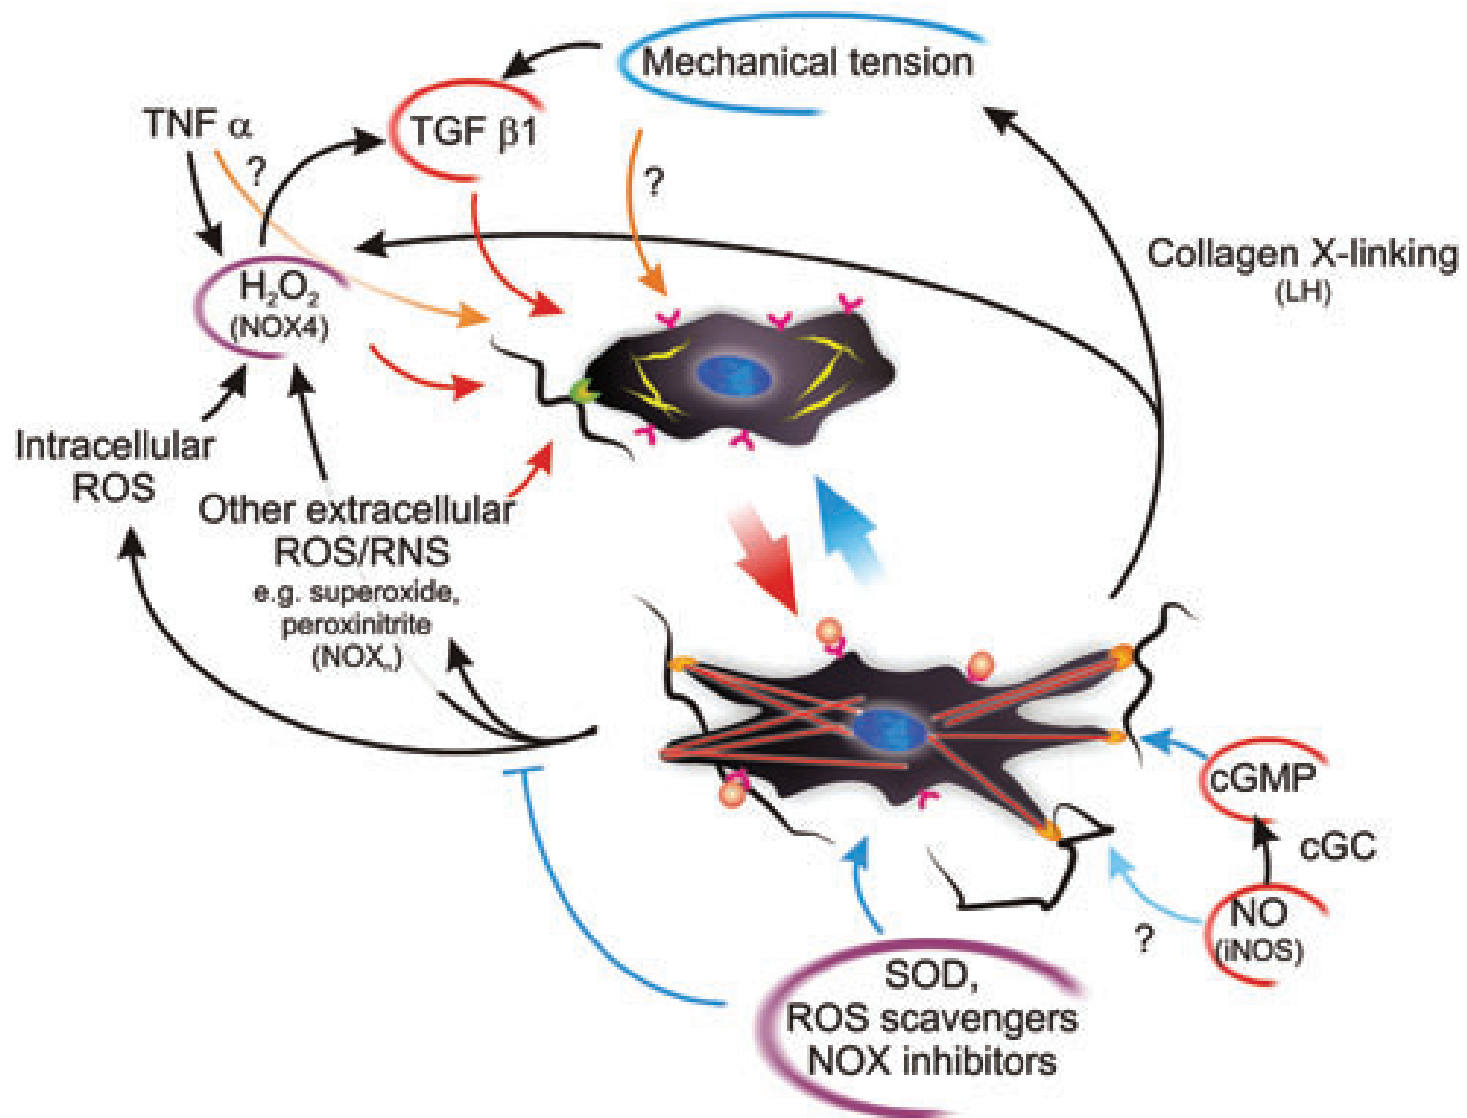 Mechanical tension
TNF α
TGF β1
?
?
H₂O₂
(NOX4)
Collagen X-linking
(LH)
Intracellular
ROS
Other extracellular
ROS/RNS
e.g. superoxide,
peroxinitrite
(NOXₙ)
cGMP
cGC
NO
(iNOS)
?
SOD,
ROS scavengers
NOX inhibitors